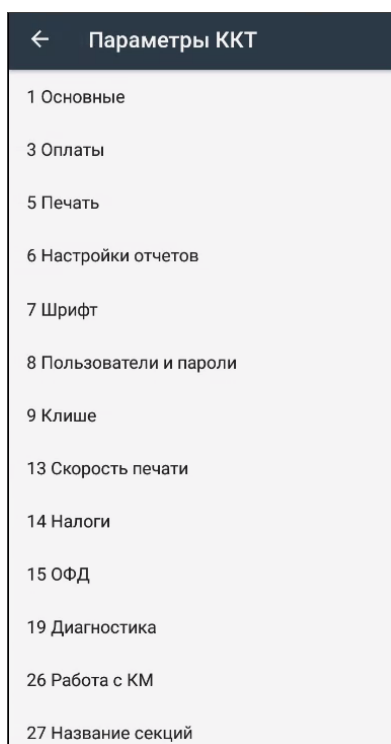 Параметры ККТ
1 Основные
3 Оплаты
5 Печать
6 Настройки отчетов
7 Шрифт
8 Пользователи и пароли
9 Клише
13 Скорость печати
14 Налоги
15 ОФД
19 Диагностика
26 Работа с КМ
27 Название секций